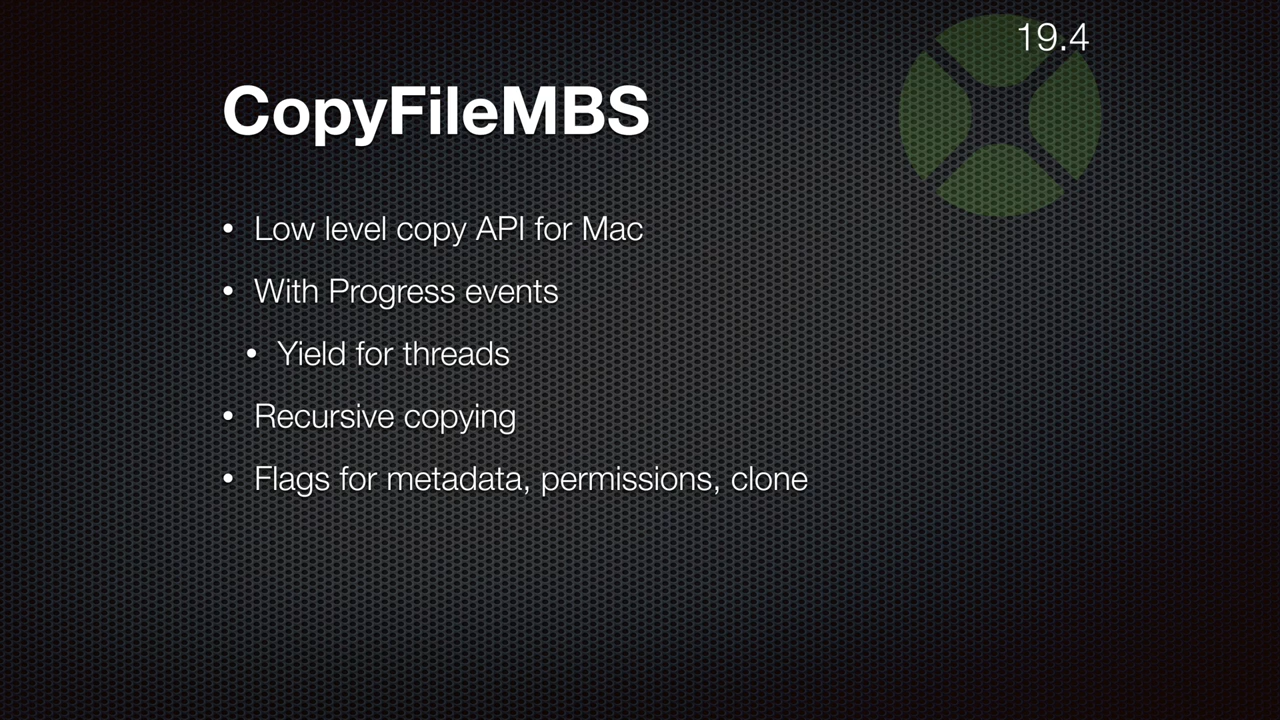 19.4
CopyFileMBS
• Low level copy API for Mac
• With Progress events
• Yield for threads
• Recursive copying
• Flags for metadata, permissions, clone